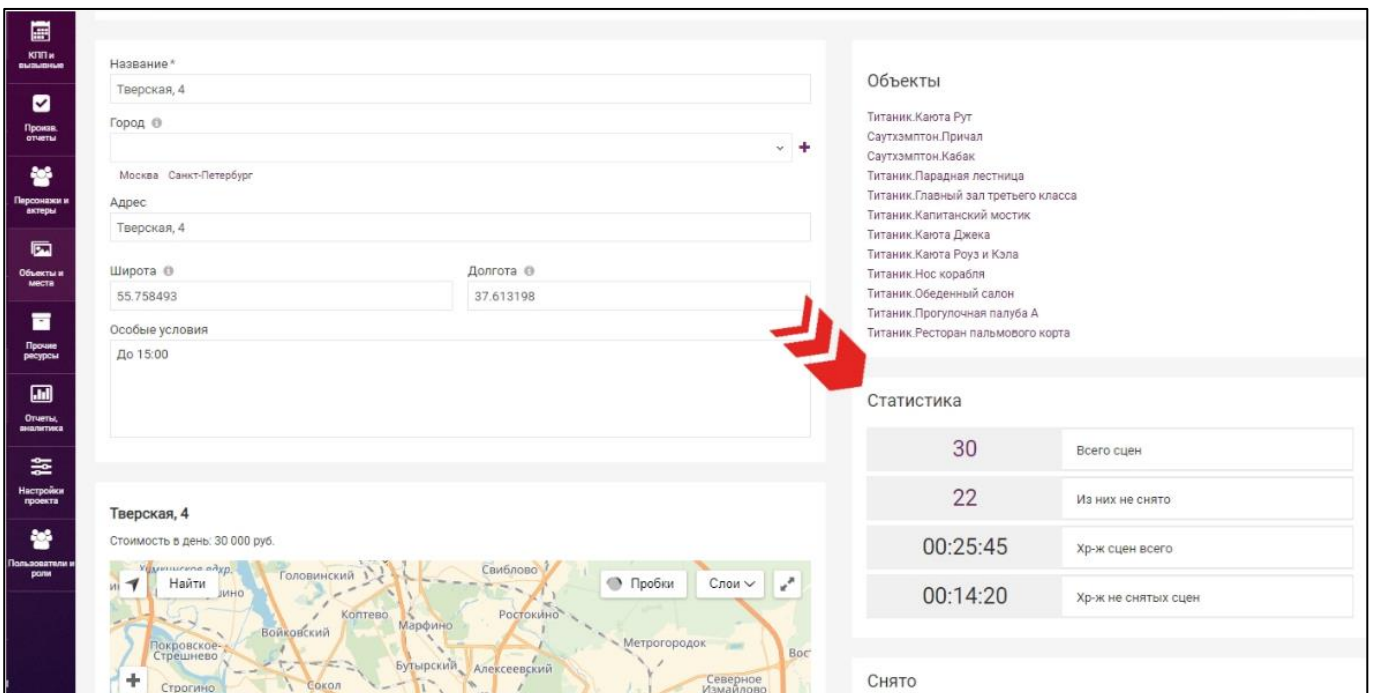 КПП и
вызывные
Произв.
отчеты
Персонажи и
актеры
Объекты и
места
Прочие
ресурсы
Отчеты,
аналитика
Настройки
проекта
Пользователи и
роли
Название*
Тверская, 4
Город
Москва Санкт-Петербург
Адрес
Тверская, 4
Широта Долгота
55.758493 37.613198
Особые условия
До 15:00
Тверская, 4
Стоимость в день: 30 000 руб.
Найти
Пробки
Слои
Головинский
Свиблово
Коптево
Марфино
Ростокино
Войковский
Покровское-
Стрешнево
Метрогородок
Бутырский
Алексеевский
Северное
Измайлово
Строгино
Сокол
Объекты
Титаник.Каюта Рут
Саутхэмптон.Причал
Саутхэмптон.Кабак
Титаник.Парадная лестница
Титаник.Главный зал третьего класса
Титаник.Капитанский мостик
Титаник.Каюта Джека
Титаник.Каюта Роуз и Кэла
Титаник.Нос корабля
Титаник.Обеденный салон
Титаник.Прогулочная палуба А
Титаник.Ресторан пальмового корта
Статистика
30 Всего сцен
22 Из них не снято
00:25:45 Хр-ж сцен всего
00:14:20 Хр-ж не снятых сцен
Снято